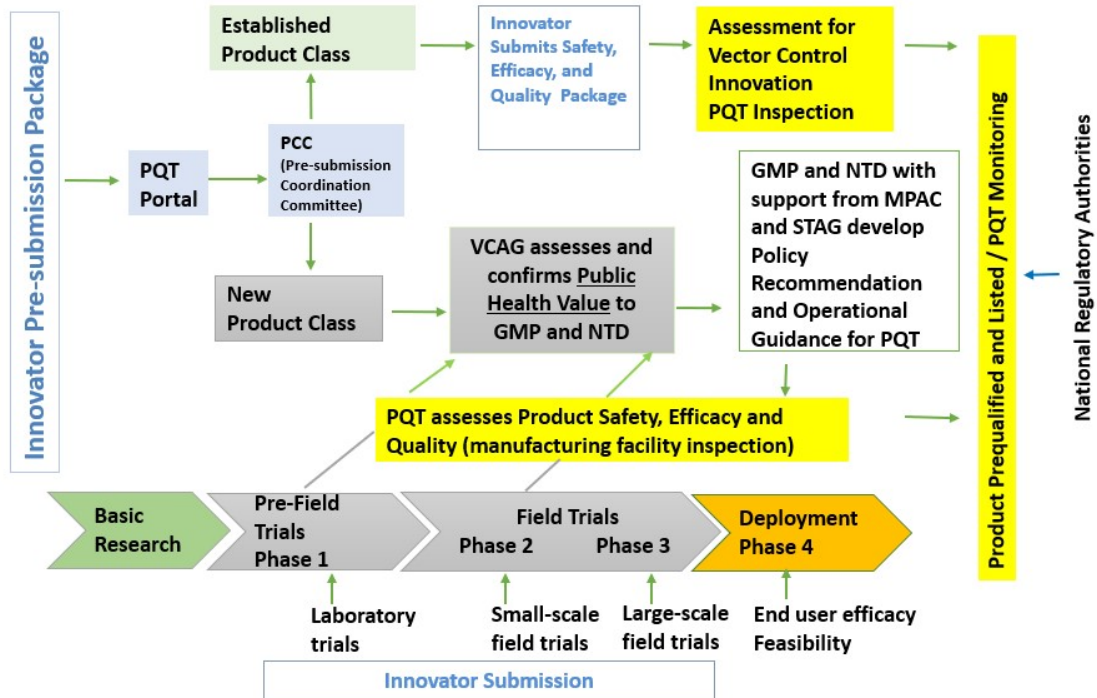 Innovator Pre-submission Package
PQT
Portal
PCC
(Pre-submission
Coordination
Committee)
Established
Product Class
Innovator
Submits Safety,
Efficacy, and
Quality Package
Assessment for
Vector Control
Innovation
PQT Inspection
New
Product Class
VCAG assesses and
confirms Public
Health Value to
GMP and NTD
GMP and NTD with
support from MPAC
and STAG develop
Policy
Recommendation
and Operational
Guidance for PQT
PQT assesses Product Safety, Efficacy and
Quality (manufacturing facility inspection)
Product Prequalified and Listed / PQT Monitoring
National Regulatory Authorities
Basic
Research
Pre-Field
Trials
Phase 1
Field Trials
Phase 2 Phase 3
Deployment
Phase 4
Laboratory
trials
Small-scale
field trials
Large-scale
field trials
End user efficacy
Feasibility
Innovator Submission